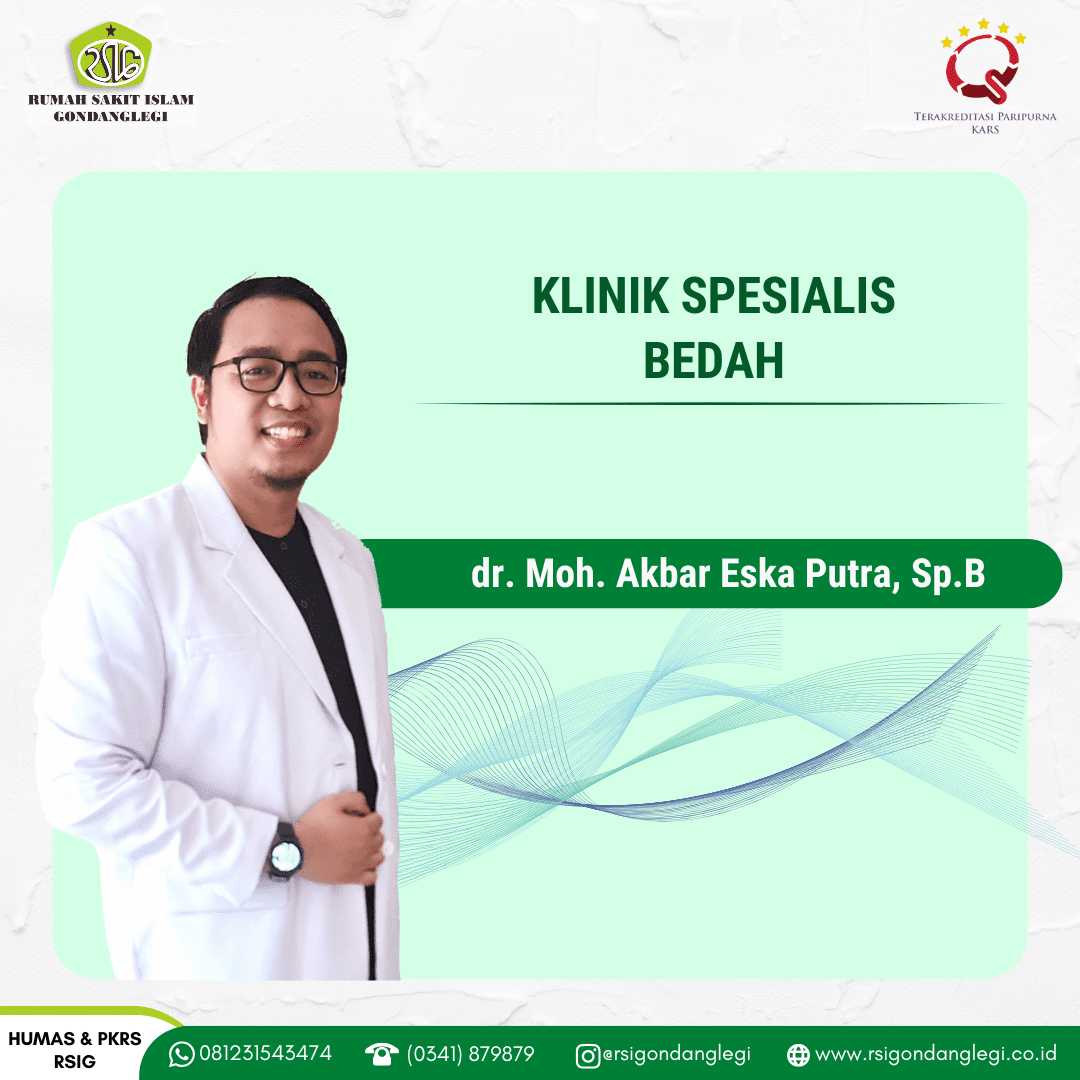 RSIG
RUMAH SAKIT ISLAM
GONDANGLEGI
TERAKREDITASI PARIPURNA
KARS
KLINIK SPESIALIS
BEDAH
dr. Moh. Akbar Eska Putra, Sp.B
HUMAS & PKRS
RSIG
081231543474
(0341) 879879
@rsigondanglegi
www.rsigondanglegi.co.id